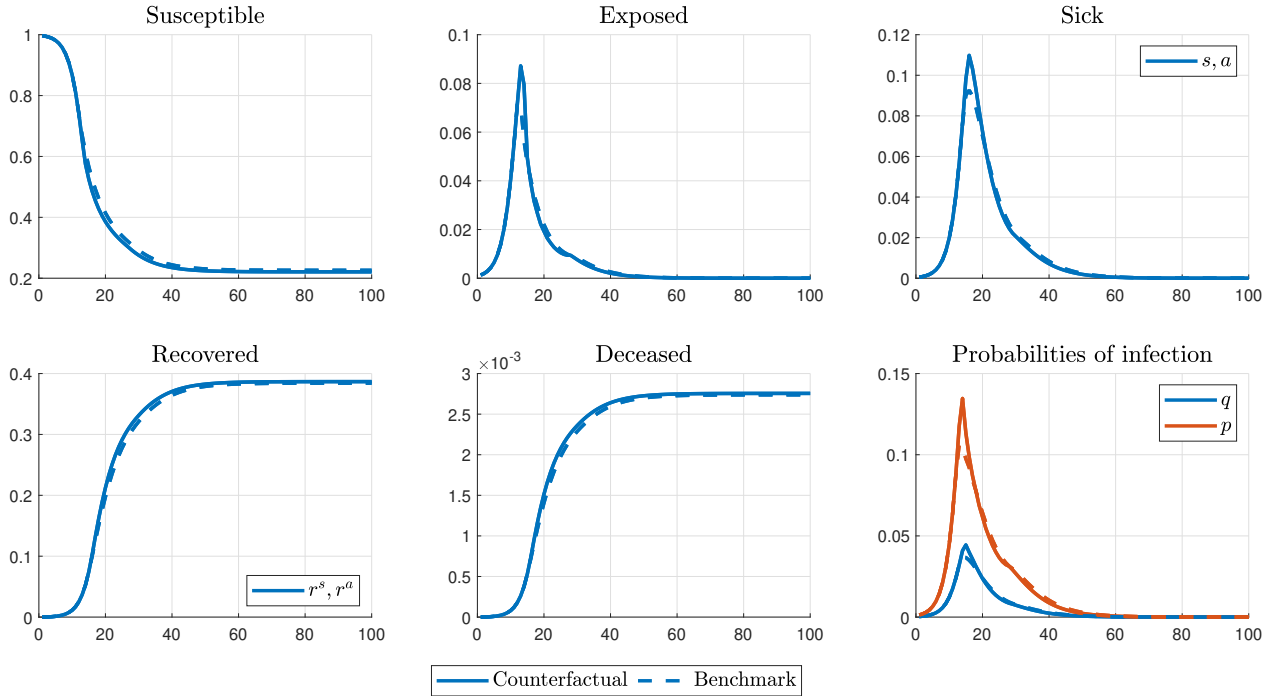 Susceptible
1
0.8
0.6
0.4
0.2
0 20 40 60 80 100
Exposed
0.1
0.08
0.06
0.04
0.02
0
0 20 40 60 80 100
Sick
0.12
0.1
0.08
0.06
0.04
0.02
0
s, a
0 20 40 60 80 100
Recovered
0.4
0.3
0.2
0.1
0
r^s, r^a
0 20 40 60 80 100
Deceased
×10^-3
3
2.5
2
1.5
1
0.5
0
0 20 40 60 80 100
Probabilities of infection
0.15
0.1
0.05
0
q
p
0 20 40 60 80 100
Counterfactual Benchmark